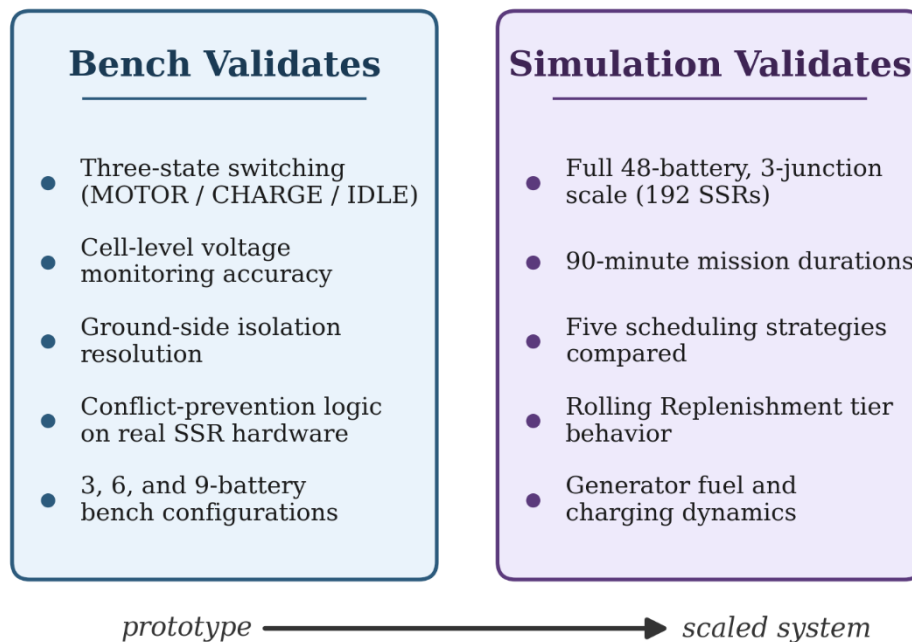 Bench Validates
Three-state switching
(MOTOR / CHARGE / IDLE)
Cell-level voltage
monitoring accuracy
Ground-side isolation
resolution
Conflict-prevention logic
on real SSR hardware
3, 6, and 9-battery
bench configurations
Simulation Validates
Full 48-battery, 3-junction
scale (192 SSRs)
90-minute mission durations
Five scheduling strategies
compared
Rolling Replenishment tier
behavior
Generator fuel and
charging dynamics
prototype
scaled system